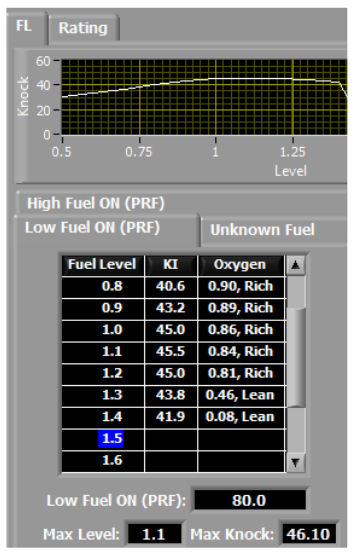 FL Rating
60
40
20
0
Knock
0.5 0.75 1 1.25
Level
High Fuel ON (PRF)
Low Fuel ON (PRF) Unknown Fuel
Fuel Level KI Oxygen
0.8 40.6 0.90, Rich
0.9 43.2 0.89, Rich
1.0 45.0 0.86, Rich
1.1 45.5 0.84, Rich
1.2 45.0 0.81, Rich
1.3 43.8 0.46, Lean
1.4 41.9 0.08, Lean
1.5
1.6
Low Fuel ON (PRF): 80.0
Max Level: 1.1 Max Knock: 46.10